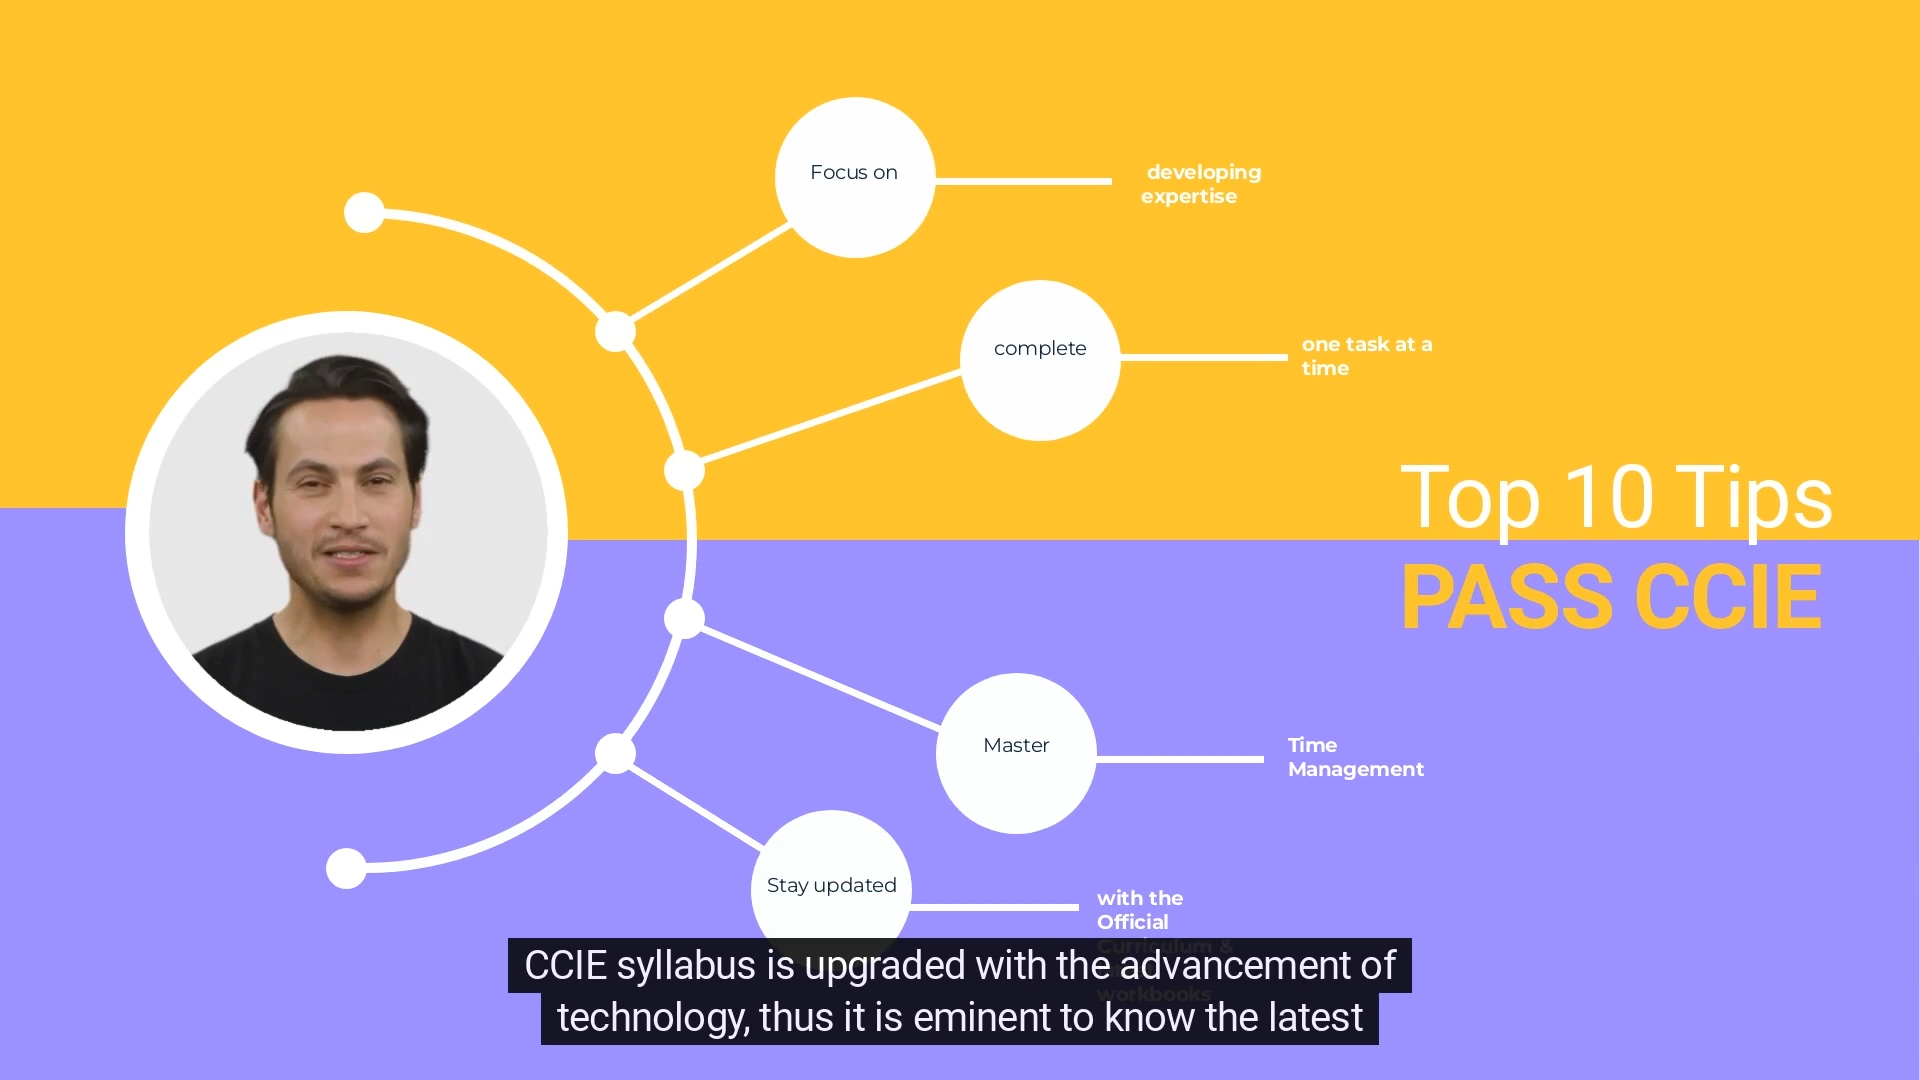 Focus on
developing
expertise
complete
one task at a
time
Top 10 Tips
PASS CCIE
Master
Time
Management
Stay updated
with the
Official
Curriculum &
workbooks
CCIE syllabus is upgraded with the advancement of
technology, thus it is eminent to know the latest